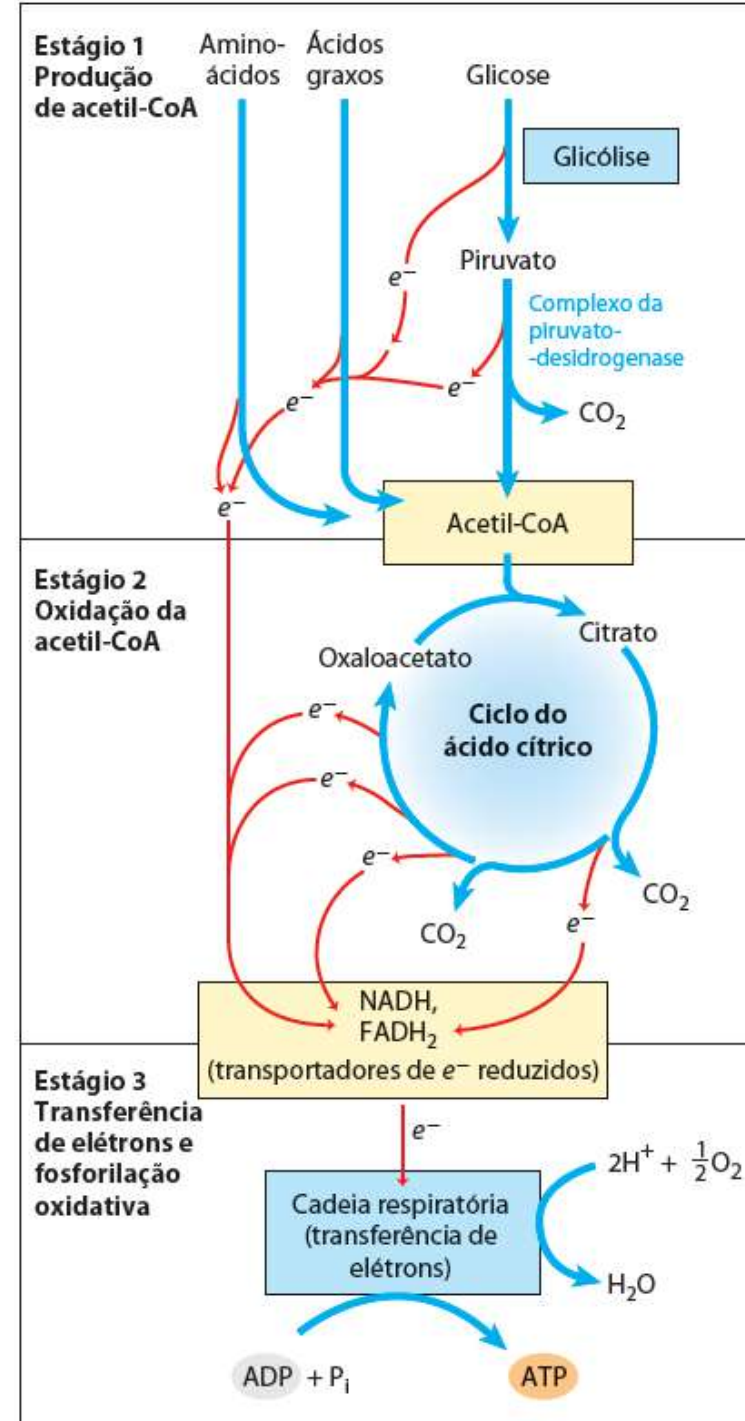 Estágio 1
Produção
de acetil-CoA
Amino-
ácidos
Ácidos
graxos
Glicose
Glicólise
Piruvato
e⁻
Complexo da
piruvato-
-desidrogenase
e⁻
e⁻
CO₂
e⁻
Acetil-CoA
Estágio 2
Oxidação da
acetil-CoA
Oxaloacetato
Citrato
Ciclo do
ácido cítrico
e⁻
e⁻
e⁻
CO₂
e⁻
CO₂
NADH,
FADH₂
(transportadores de e⁻ reduzidos)
Estágio 3
Transferência
de elétrons e
fosforilação
oxidativa
e⁻
2H⁺ + ½O₂
Cadeia respiratória
(transferência de
elétrons)
H₂O
ADP + Pᵢ
ATP